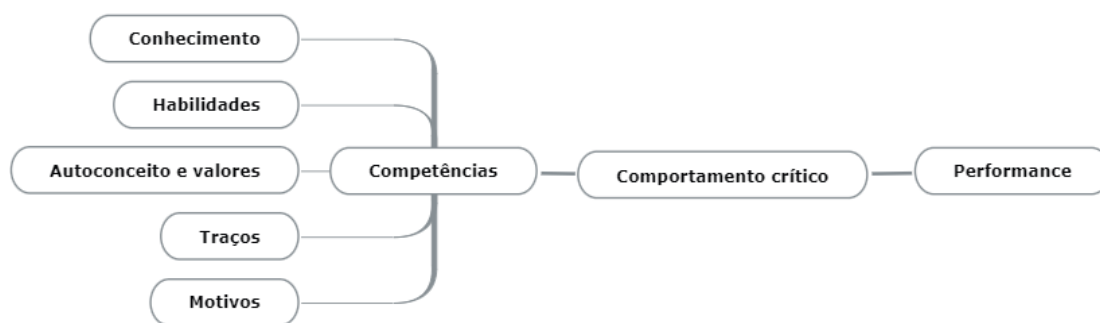 Conhecimento
Habilidades
Autoconceito e valores
Traços
Motivos
Competências
Comportamento crítico
Performance